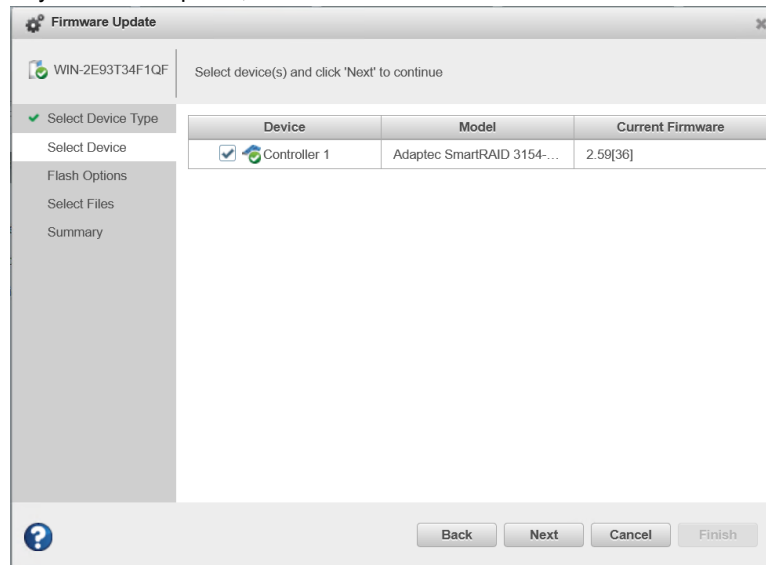 Firmware Update
WIN-2E93T34F1QF
Select device(s) and click 'Next' to continue
Select Device Type
Select Device
Flash Options
Select Files
Summary
Device Model Current Firmware
Controller 1 Adaptec SmartRAID 3154-... 2.59[36]
? Back Next Cancel Finish